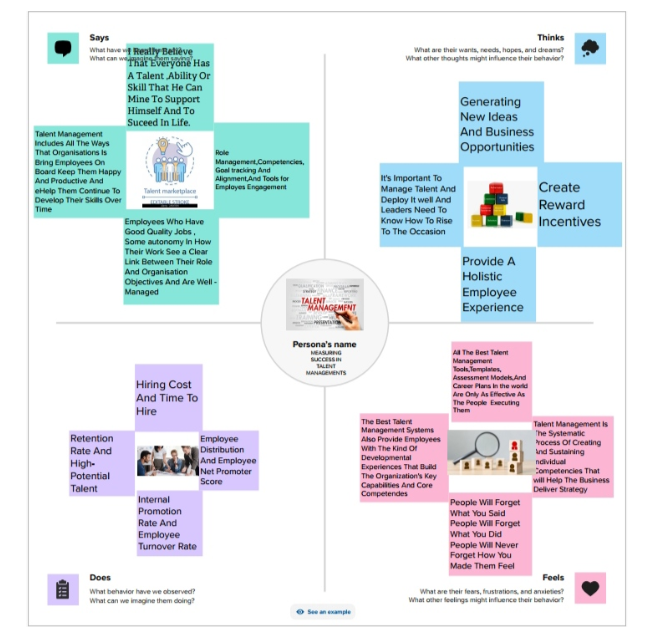 Says
What have we
What can we imagine them saying?
I Really Believe
That Everyone Has
A Talent ,Ability Or
Skill That He Can
Mine To Support
Himself And To
Suceed In Life.
Talent Management
Includes All The Ways
That Organisations Is
Bring Employees On
Board Keep Them Happy
And Productive And
eHelp Them Continue To
Develop Their Skills Over
Time
Talent marketplace
EDITABLE STROKE
Role
Management,Competencies,
Goal tracking And
Alignment,And Tools for
Employes Engagement
Employees Who Have
Good Quality Jobs ,
Some autonomy In How
Their Work See a Clear
Link Between Their Role
And Organisation
Objectives And Are Well -
Managed
Thinks
What are their wants, needs, hopes, and dreams?
What other thoughts might influence their behavior?
Generating
New Ideas
And Business
Opportunities
It's Important To
Manage Talent And
Deploy It well And
Leaders Need To
Know How To Rise
To The Occasion
Create
Reward
Incentives
Provide A
Holistic
Employee
Experience
TALENT
MANAGEMENT
Persona's name
MEASURING
SUCCESS IN
TALENT
MANAGEMENTS
Hiring Cost
And Time To
Hire
Retention
Rate And
High-
Potential
Talent
Employee
Distribution
And Employee
Net Promoter
Score
Internal
Promotion
Rate And
Employee
Turnover Rate
Does
What behavior have we observed?
What can we imagine them doing?
All The Best Talent
Management
Tools,Templates,
Assessment Models,And
Career Plans In the world
Are Only As Effective As
The People Executing
Them
The Best Talent
Management Systems
Also Provide Employees
With The Kind Of
Developmental
Experiences That Build
The Organization's Key
Capabilities And Core
Competendes
Talent Management Is
The Systematic
Process Of Creating
And Sustaining
Individual
Competencies That
will Help The Business
Deliver Strategy
People Will Forget
What You Said
People Will Forget
What You Did
People Will Never
Forget How You
Made Them Feel
Feels
What are their fears, frustrations, and anxieties?
What other feelings might influence their behavior?
See an example